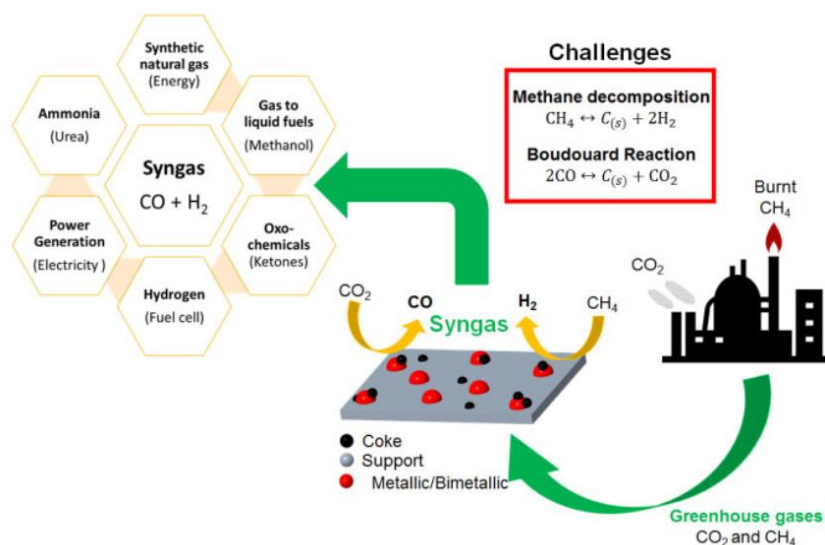 Synthetic
natural gas
(Energy)
Ammonia
(Urea)
Gas to
liquid fuels
(Methanol)
Syngas
CO + H₂
Power
Generation
(Electricity )
Oxo-
chemicals
(Ketones)
Hydrogen
(Fuel cell)
Challenges
Methane decomposition
CH₄ ↔ C₍ₛ₎ + 2H₂
Boudouard Reaction
2CO ↔ C₍ₛ₎ + CO₂
Burnt
CH₄
CO₂
CO₂
CO
H₂
CH₄
Syngas
Coke
Support
Metallic/Bimetallic
Greenhouse gases
CO₂ and CH₄